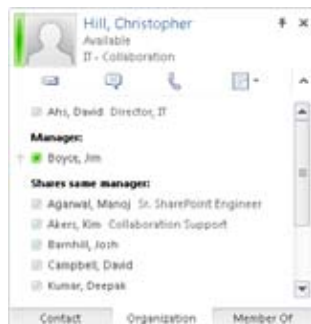 Hill, Christopher
Available
IT - Collaboration
Ahs, David Director, IT
Manager:
Boyce, Jim
Shares same manager:
Agarwal, Manoj Sr. SharePoint Engineer
Akers, Kim Collaboration Support
Barnhill, Josh
Campbell, David
Kumar, Deepak
Contact Organization Member Of